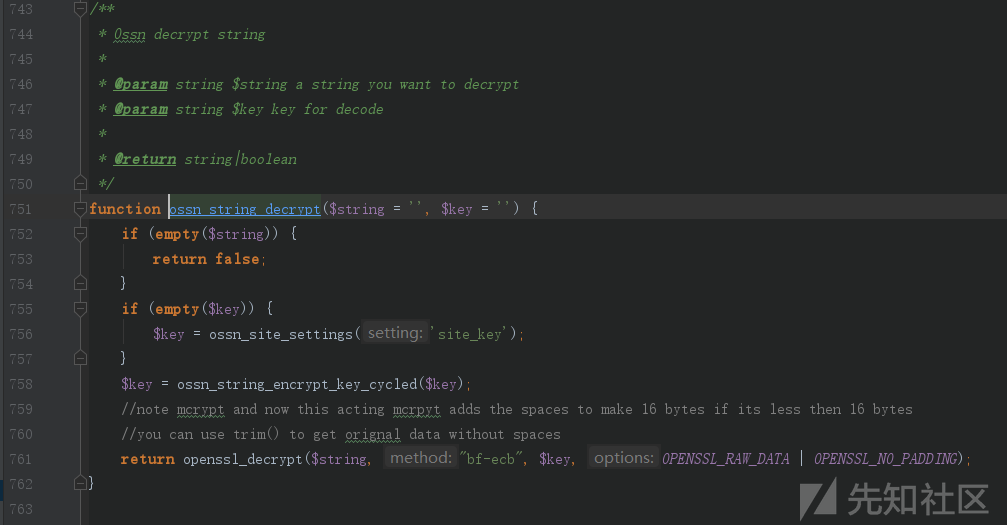 743 /**
744 * Ossn decrypt string
745 *
746 * @param string $string a string you want to decrypt
747 * @param string $key key for decode
748 *
749 * @return string|boolean
750 */
751 function ossn_string_decrypt($string = '', $key = '') {
752 if (empty($string)) {
753 return false;
754 }
755 if (empty($key)) {
756 $key = ossn_site_settings( setting: 'site_key');
757 }
758 $key = ossn_string_encrypt_key_cycled($key);
759 //note mcrypt and now this acting mcrpyt adds the spaces to make 16 bytes if its less then 16 bytes
760 //you can use trim() to get orignal data without spaces
761 return openssl_decrypt($string, method: "bf-ecb", $key, options: OPENSSL_RAW_DATA | OPENSSL_NO_PADDING);
762 }
763
先知社区